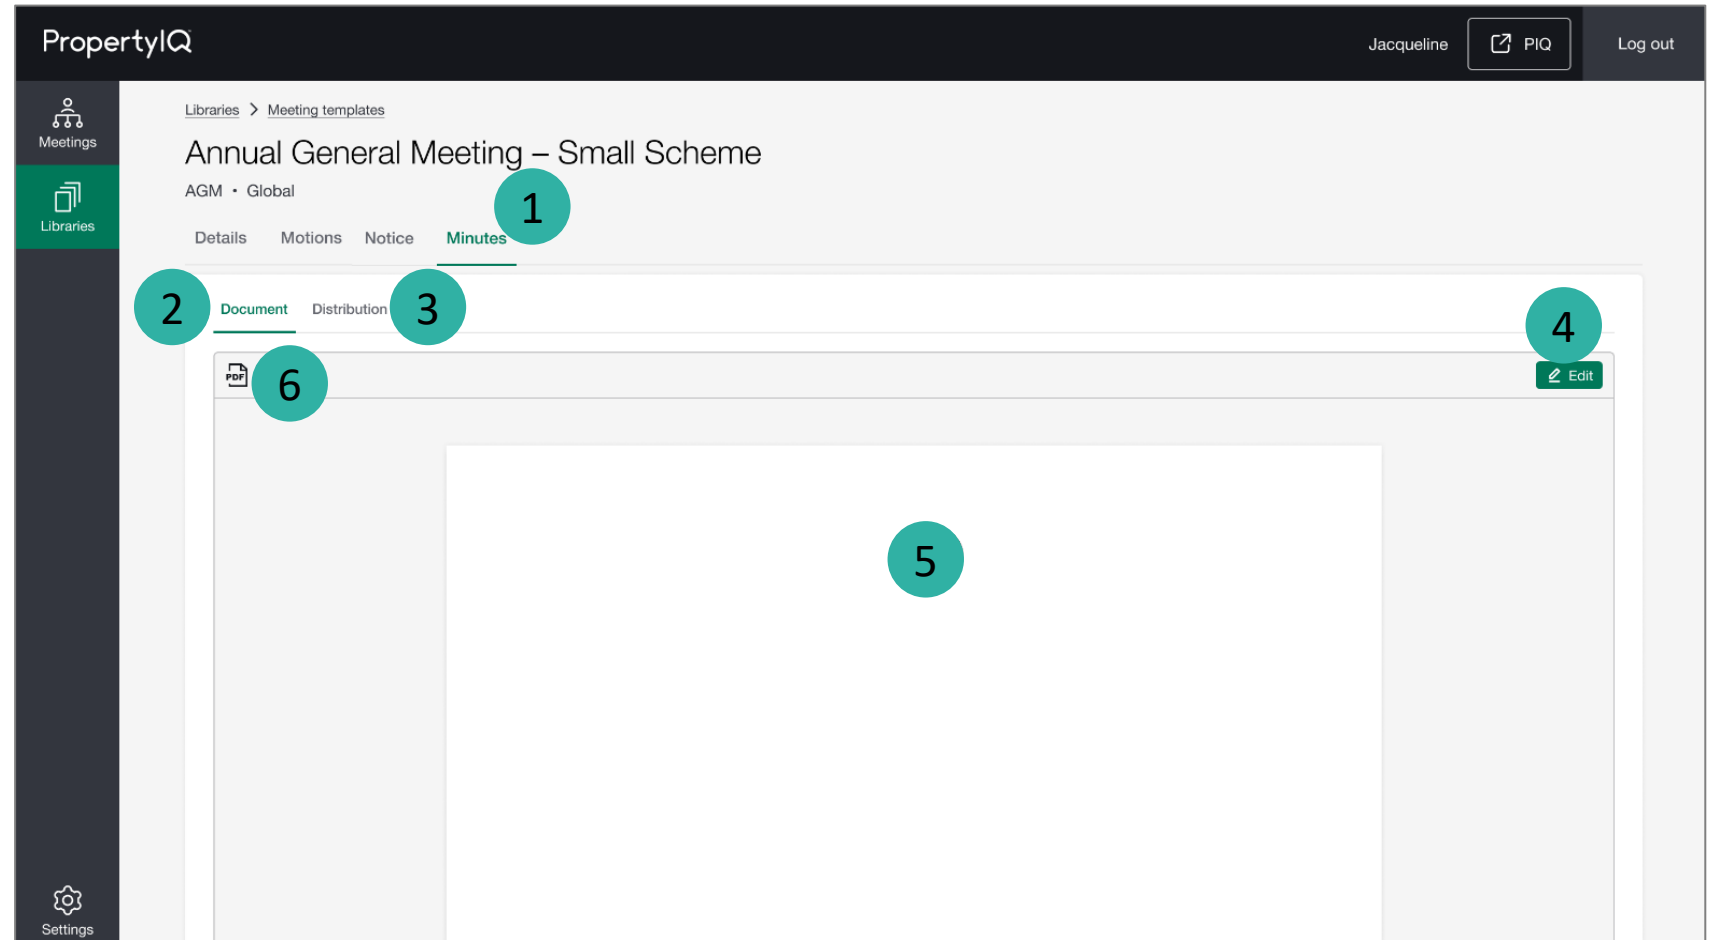 PropertyIQ
Jacqueline
PIQ
Log out
Meetings
Libraries
Settings
Libraries > Meeting templates
Annual General Meeting – Small Scheme
AGM • Global
1
Details Motions Notice Minutes
2 Document Distribution 3
4
PDF 6
Edit
5